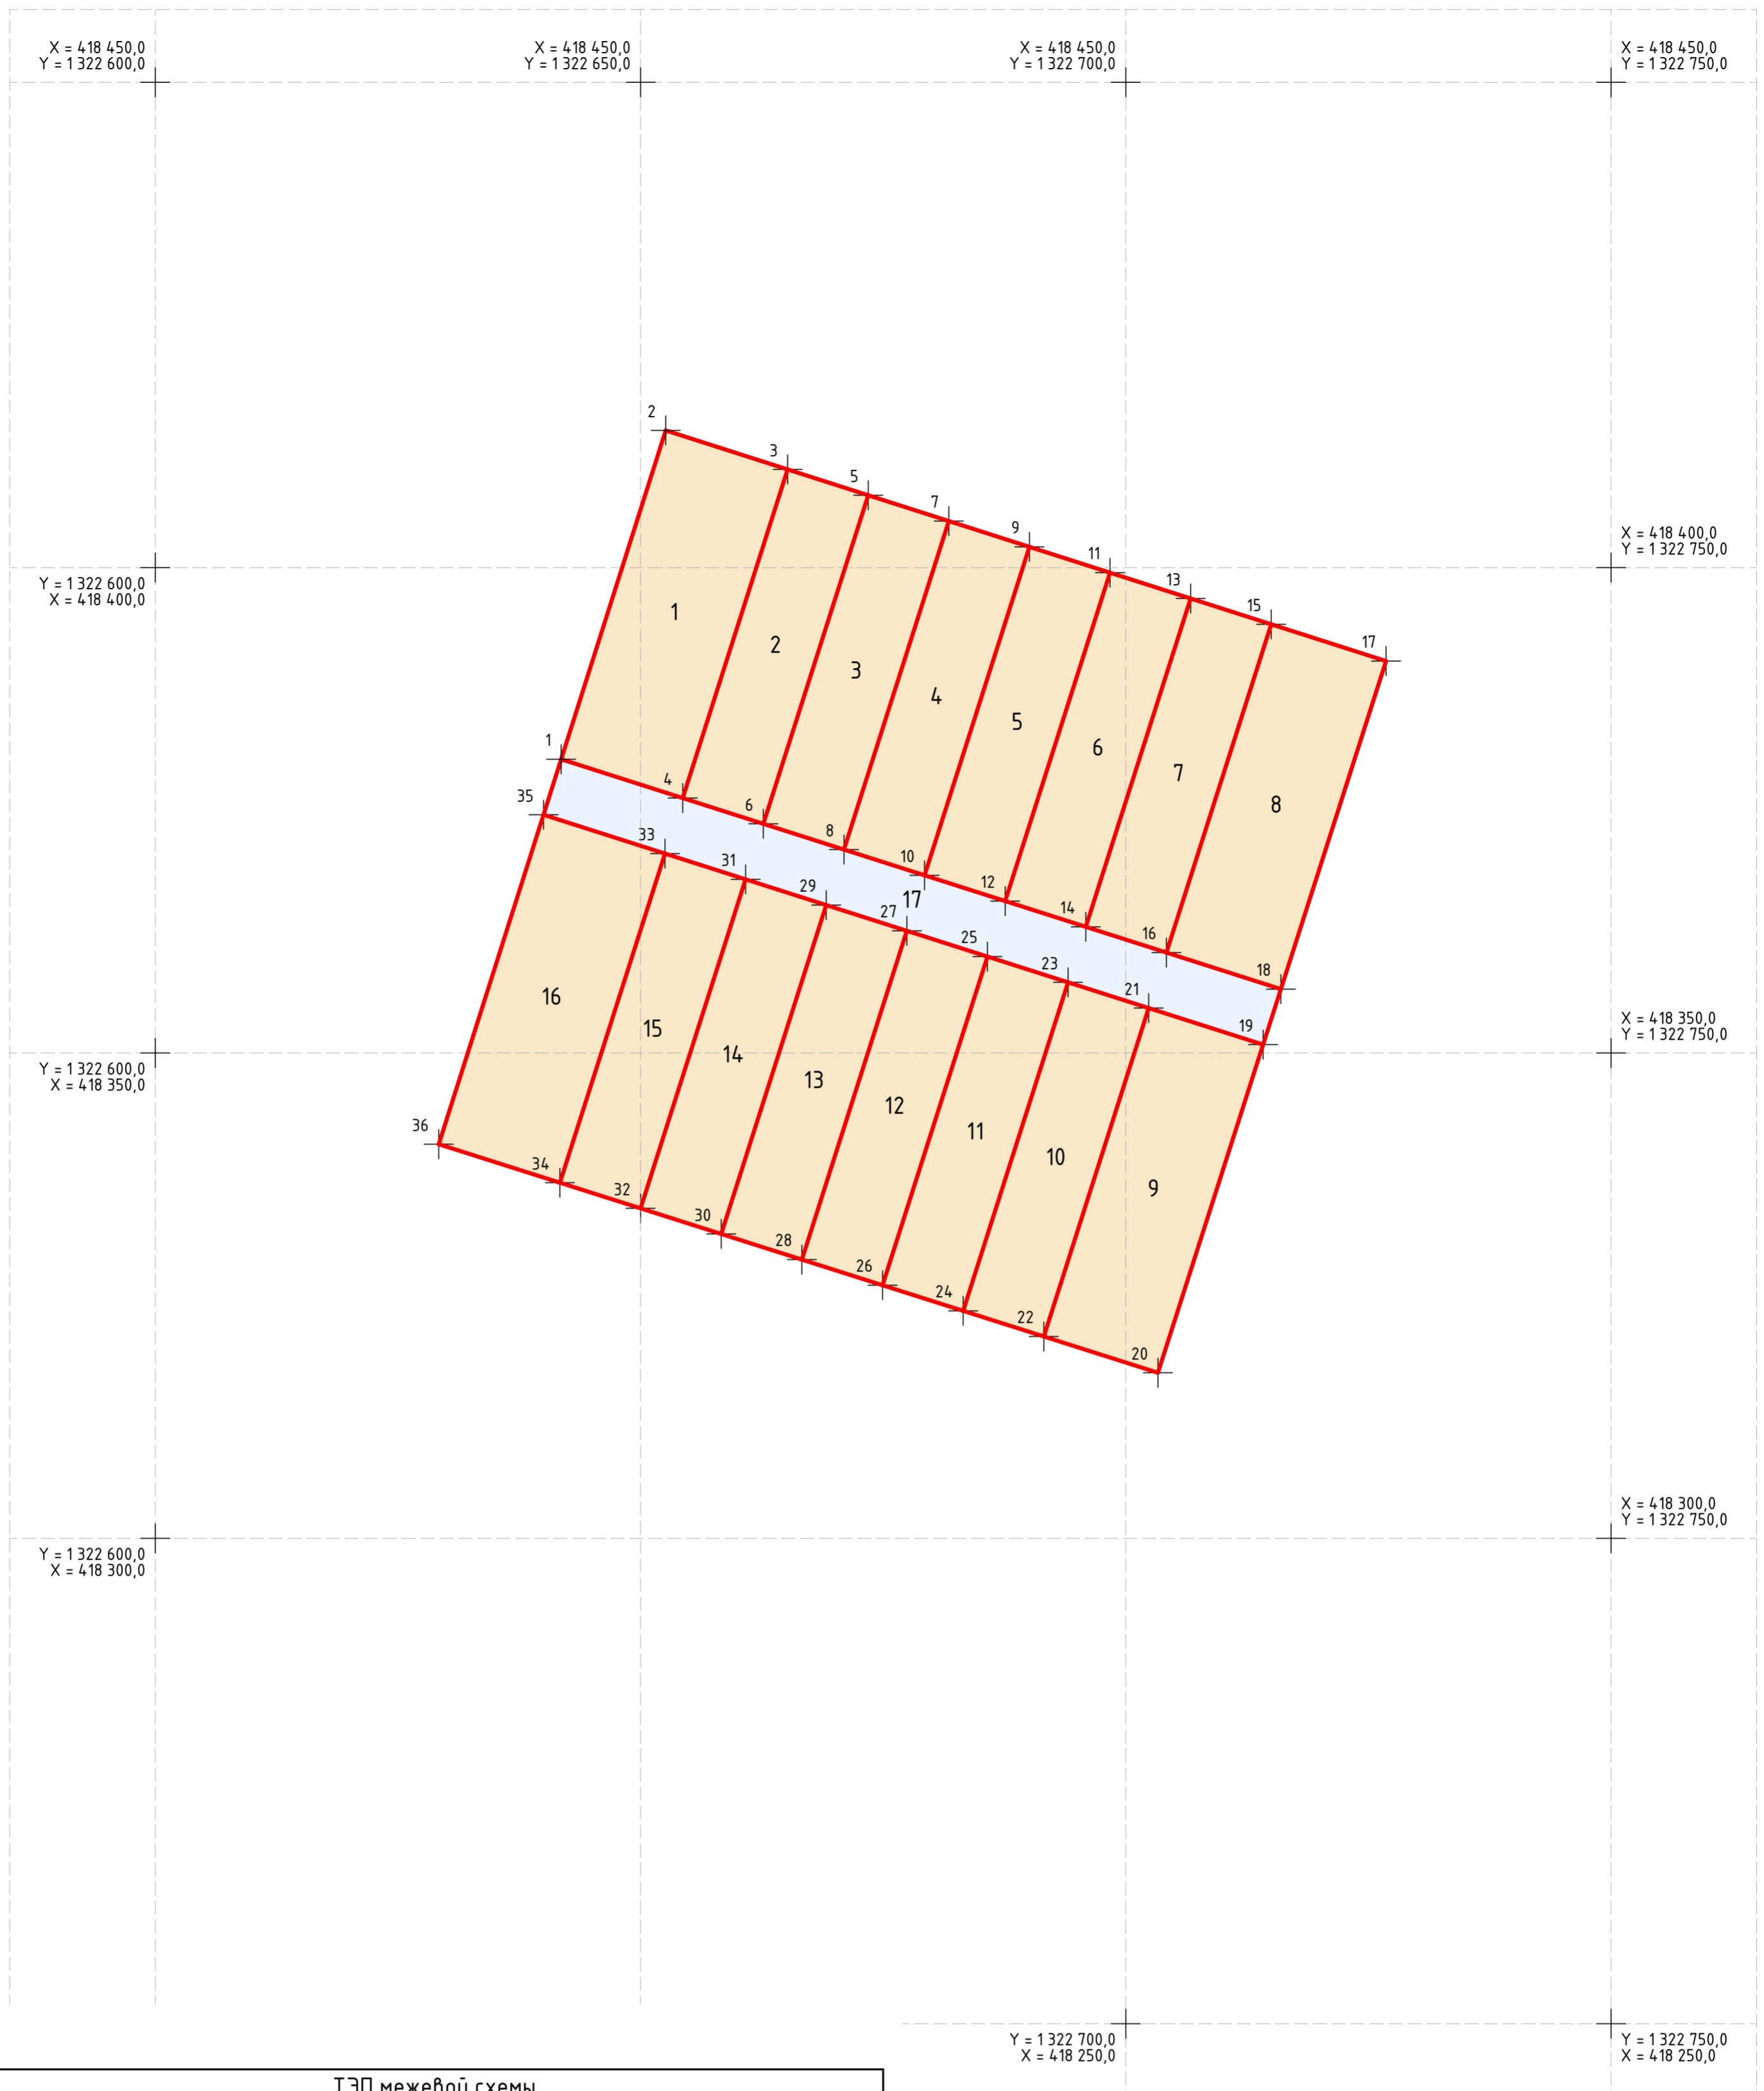 X = 418 450,0
Y = 1 322 600,0
X = 418 450,0
Y = 1 322 650,0
X = 418 450,0
Y = 1 322 700,0
X = 418 450,0
Y = 1 322 750,0
2
3
5
7
9
11
13
15
17
X = 418 400,0
Y = 1 322 750,0
Y = 1 322 600,0
X = 418 400,0
1
2
3
4
5
6
7
8
1
4
6
8
10
12
14
16
18
35
33
31
29
27
17
25
23
21
19
X = 418 350,0
Y = 1 322 750,0
Y = 1 322 600,0
X = 418 350,0
16
15
14
13
12
11
10
9
36
34
32
30
28
26
24
22
20
X = 418 300,0
Y = 1 322 750,0
Y = 1 322 600,0
X = 418 300,0
Y = 1 322 700,0
X = 418 250,0
Y = 1 322 750,0
X = 418 250,0
ТЭП межевой схемы